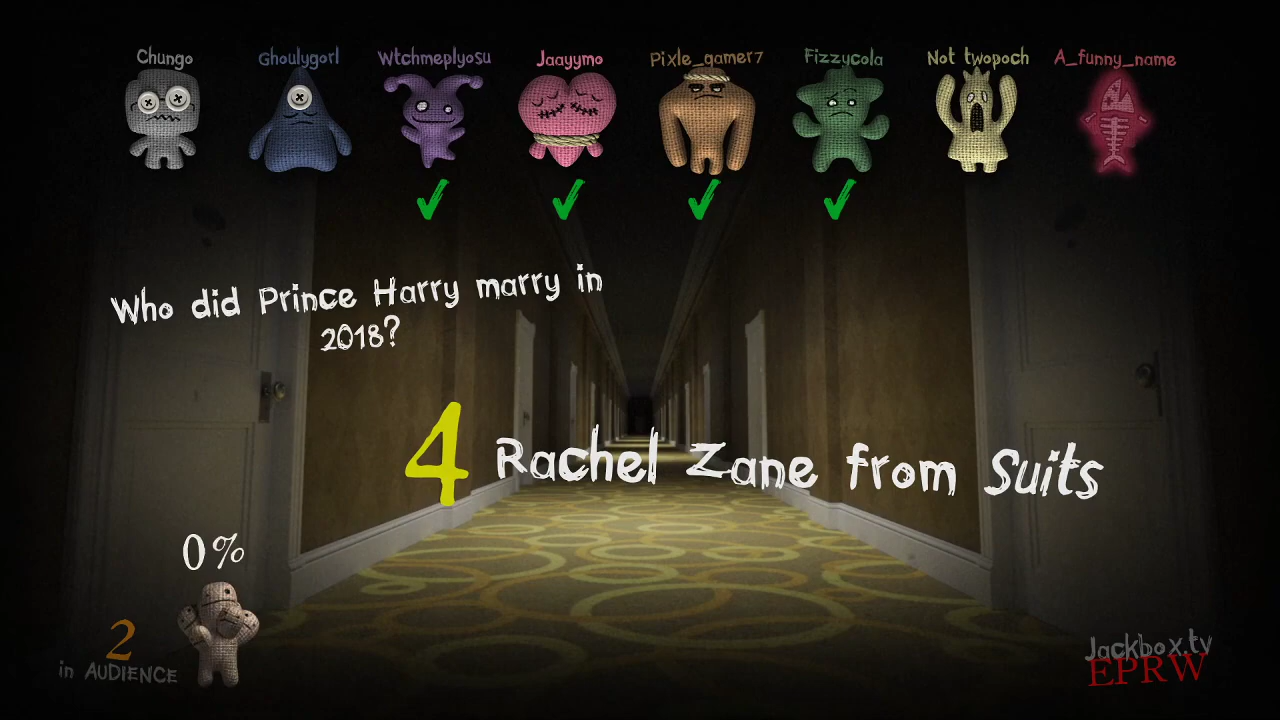 Chungo
Ghoulygorl
Wtchmeplyosu
Jaayymo
Pixle_gamer7
Fizzycola
Not twopoch
A_funny_name
Who did Prince Harry marry in
2018?
4 Rachel Zane from Suits
0%
2
in AUDIENCE
Jackbox.tv
EPRW